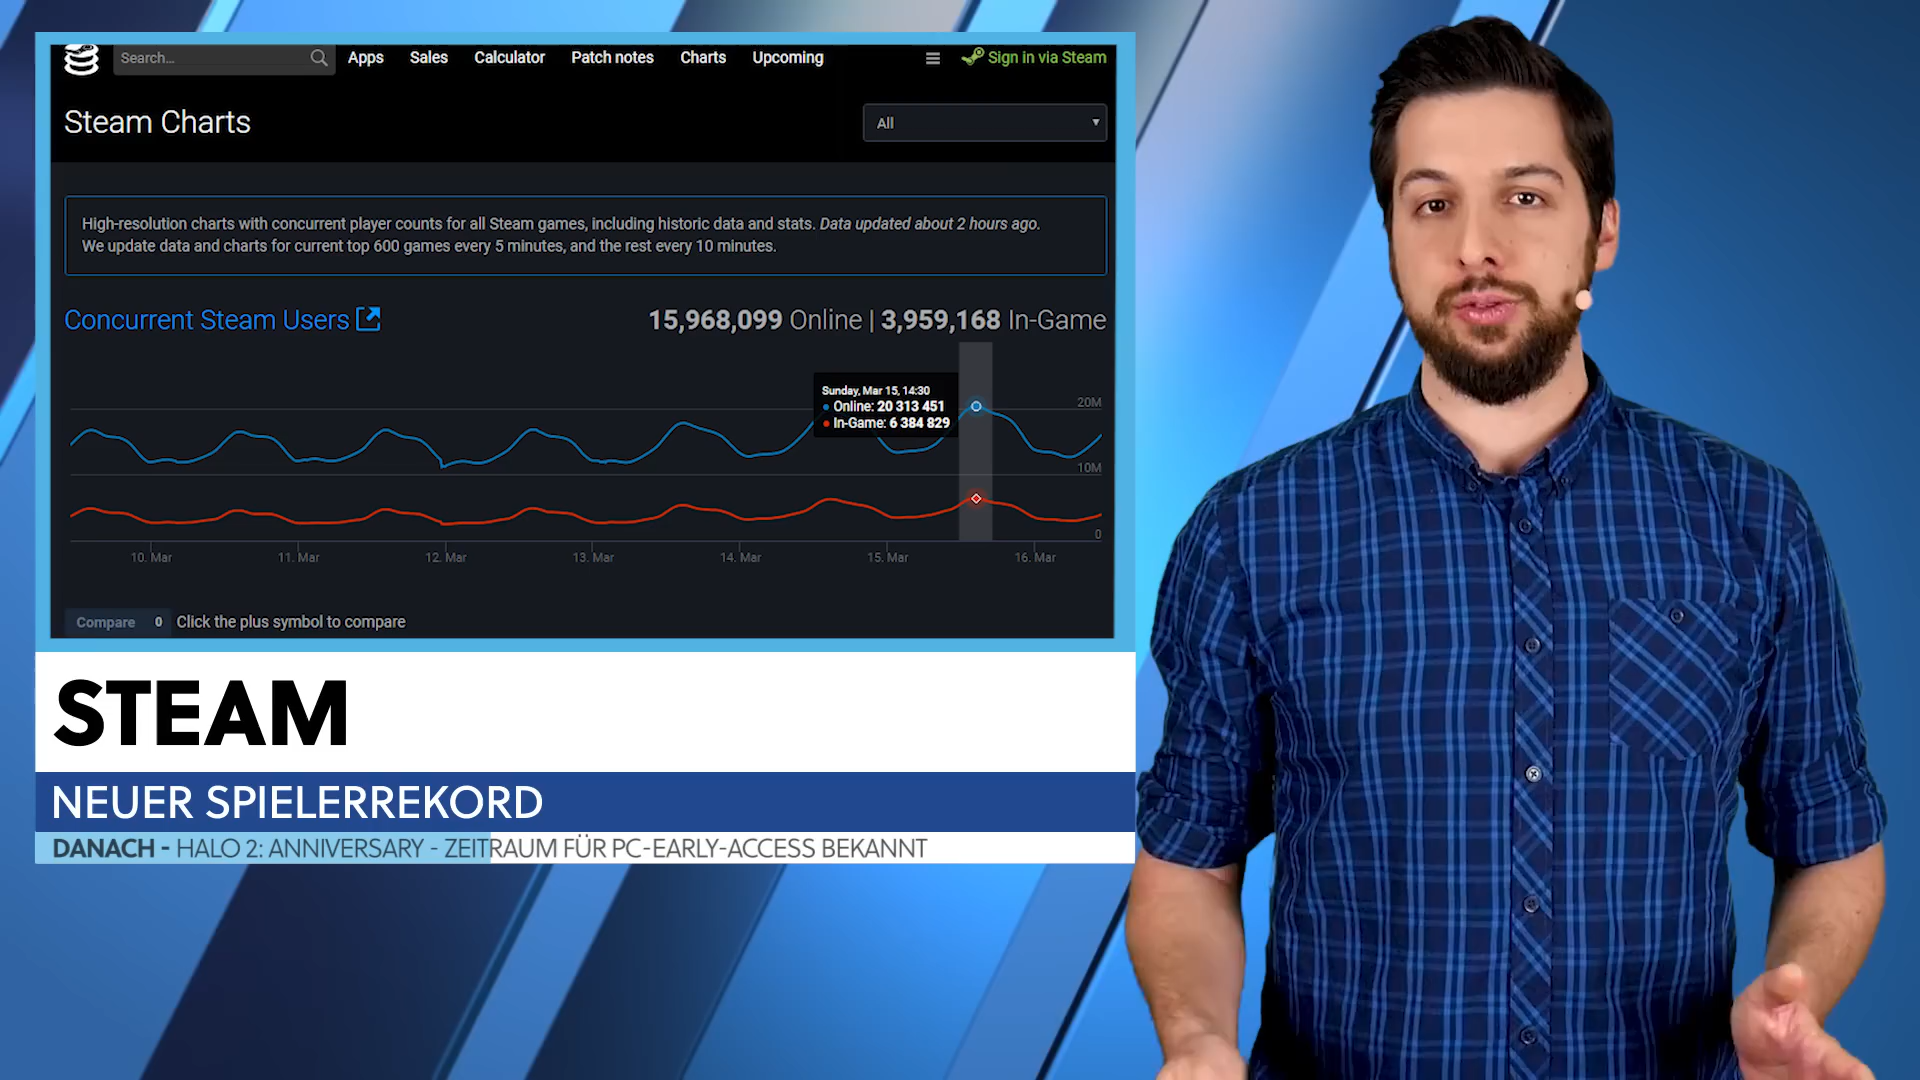 Search...
Apps
Sales
Calculator
Patch notes
Charts
Upcoming
Sign in via Steam
Steam Charts
All
High-resolution charts with concurrent player counts for all Steam games, including historic data and stats. Data updated about 2 hours ago.
We update data and charts for current top 600 games every 5 minutes, and the rest every 10 minutes.
Concurrent Steam Users
15,968,099 Online | 3,959,168 In-Game
Sunday, Mar 15, 14:30
Online: 20 313 451
In-Game: 6 384 829
20M
10M
0
10. Mar
11. Mar
12. Mar
13. Mar
14. Mar
15. Mar
16. Mar
Compare 0 Click the plus symbol to compare
STEAM
NEUER SPIELERREKORD
DANACH - HALO 2: ANNIVERSARY - ZEITRAUM FÜR PC-EARLY-ACCESS BEKANNT